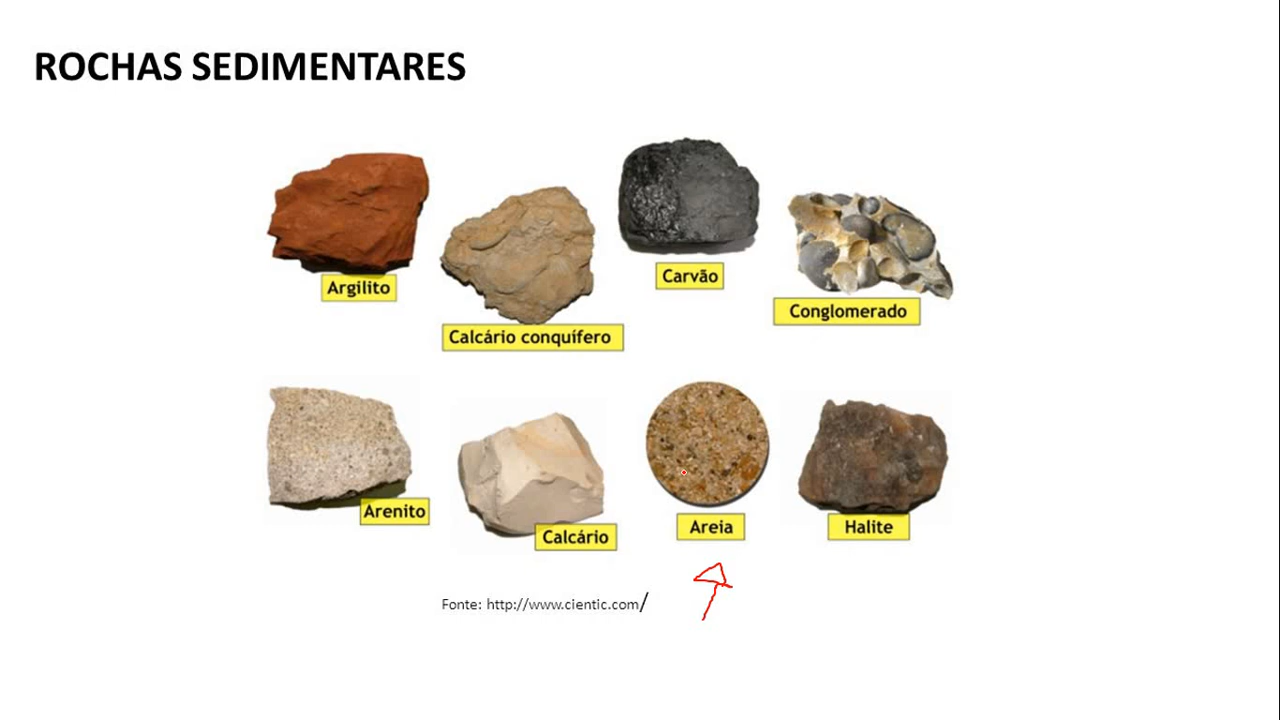 ROCHAS SEDIMENTARES
Argilito
Calcário conquífero
Carvão
Conglomerado
Arenito
Calcário
Areia
Halite
Fonte: http://www.cientic.com/